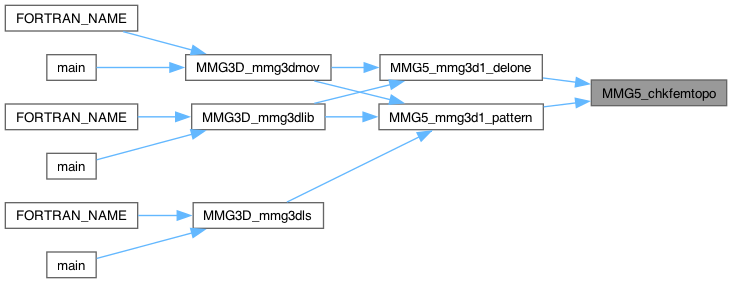 FORTRAN_NAME
main
MMG3D_mmg3dmov
MMG5_mmg3d1_delone
MMG5_chkfemtopo
FORTRAN_NAME
MMG3D_mmg3dlib
MMG5_mmg3d1_pattern
main
FORTRAN_NAME
MMG3D_mmg3dls
main